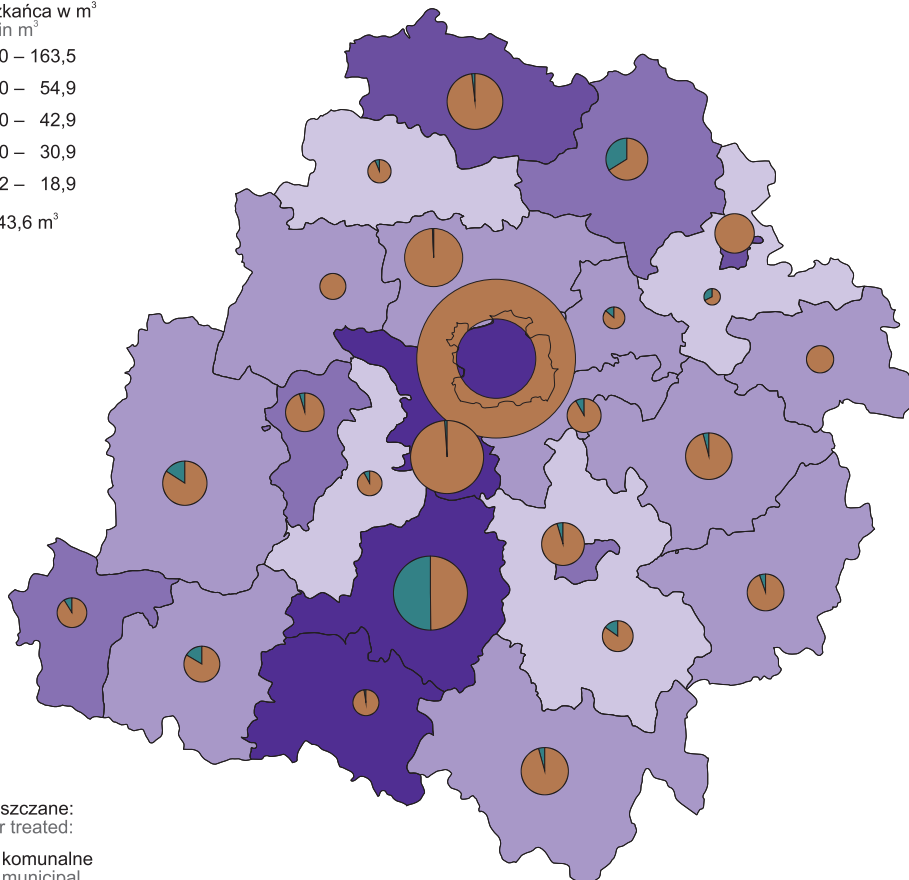 zkańca w m³
in m³
0 – 163,5
0 – 54,9
0 – 42,9
0 – 30,9
2 – 18,9
43,6 m³
szczane:
r treated:
komunalne
municipal